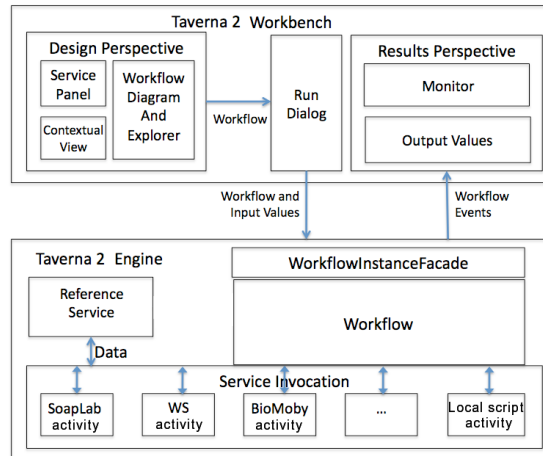 Taverna 2 Workbench
Design Perspective
Service
Panel
Contextual
View
Workflow
Diagram
And
Explorer
Workflow
Run
Dialog
Results Perspective
Monitor
Output Values
Workflow and
Input Values
Workflow
Events
Taverna 2 Engine
WorkflowInstanceFacade
Reference
Service
Workflow
Data
Service Invocation
SoapLab
activity
WS
activity
BioMoby
activity
...
Local script
activity